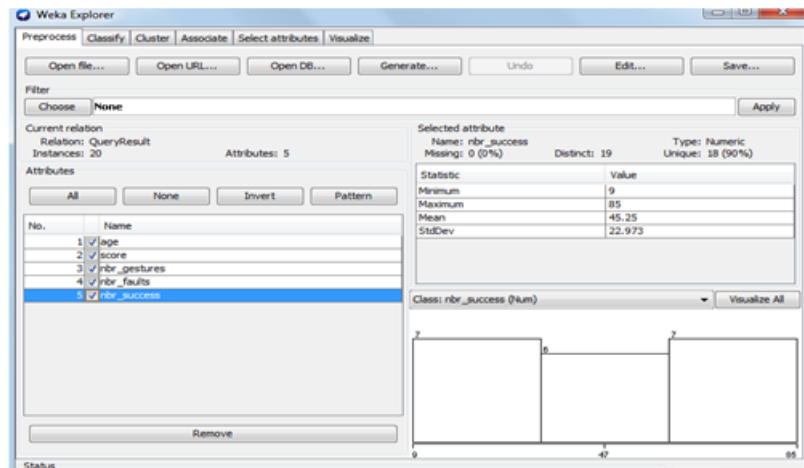 Weka Explorer
Preprocess Classify Cluster Associate Select attributes Visualize
Open file... Open URL... Open DB... Generate... Undo Edit... Save...
Filter
Choose None Apply
Current relation
Relation: QueryResult
Instances: 20 Attributes: 5
Attributes
All None Invert Pattern
No. Name
1 age
2 score
3 nbr_gestures
4 nbr_faults
5 nbr_success
Remove
Selected attribute
Name: nbr_success Type: Numeric
Missing: 0 (0%) Distinct: 19 Unique: 18 (90%)
Statistic Value
Minimum 9
Maximum 85
Mean 45.25
StdDev 22.973
Class: nbr_success (Num) Visualize All
7 6 7
9 47 85
Status